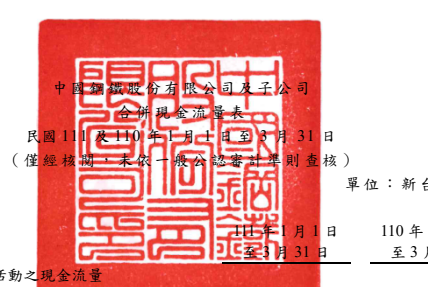 中國鋼鐵股份有限公司及子公司
合併現金流量表
民國 111 及 110 年 1 月 1 日至 3 月 31 日
（僅經核閱，未依一般公認審計準則查核）
單位：新台
111 年 1 月 1 日 110 年
至 3 月 31 日 至 3 月
活動之現金流量